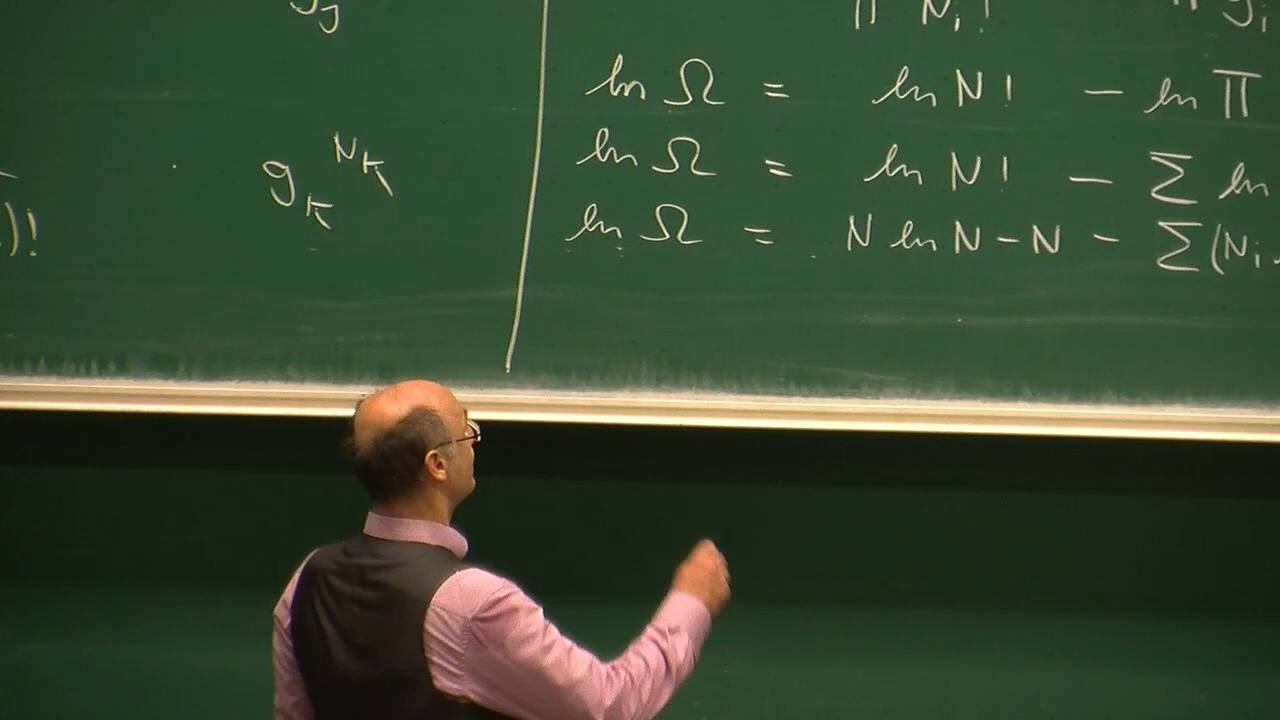 g_J
)!
g_K^{N_K}
Π N_i! Π g_i
ln Ω = ln N! - ln Π
ln Ω = ln N! - Σ ln
ln Ω = N ln N - N - Σ (N_i